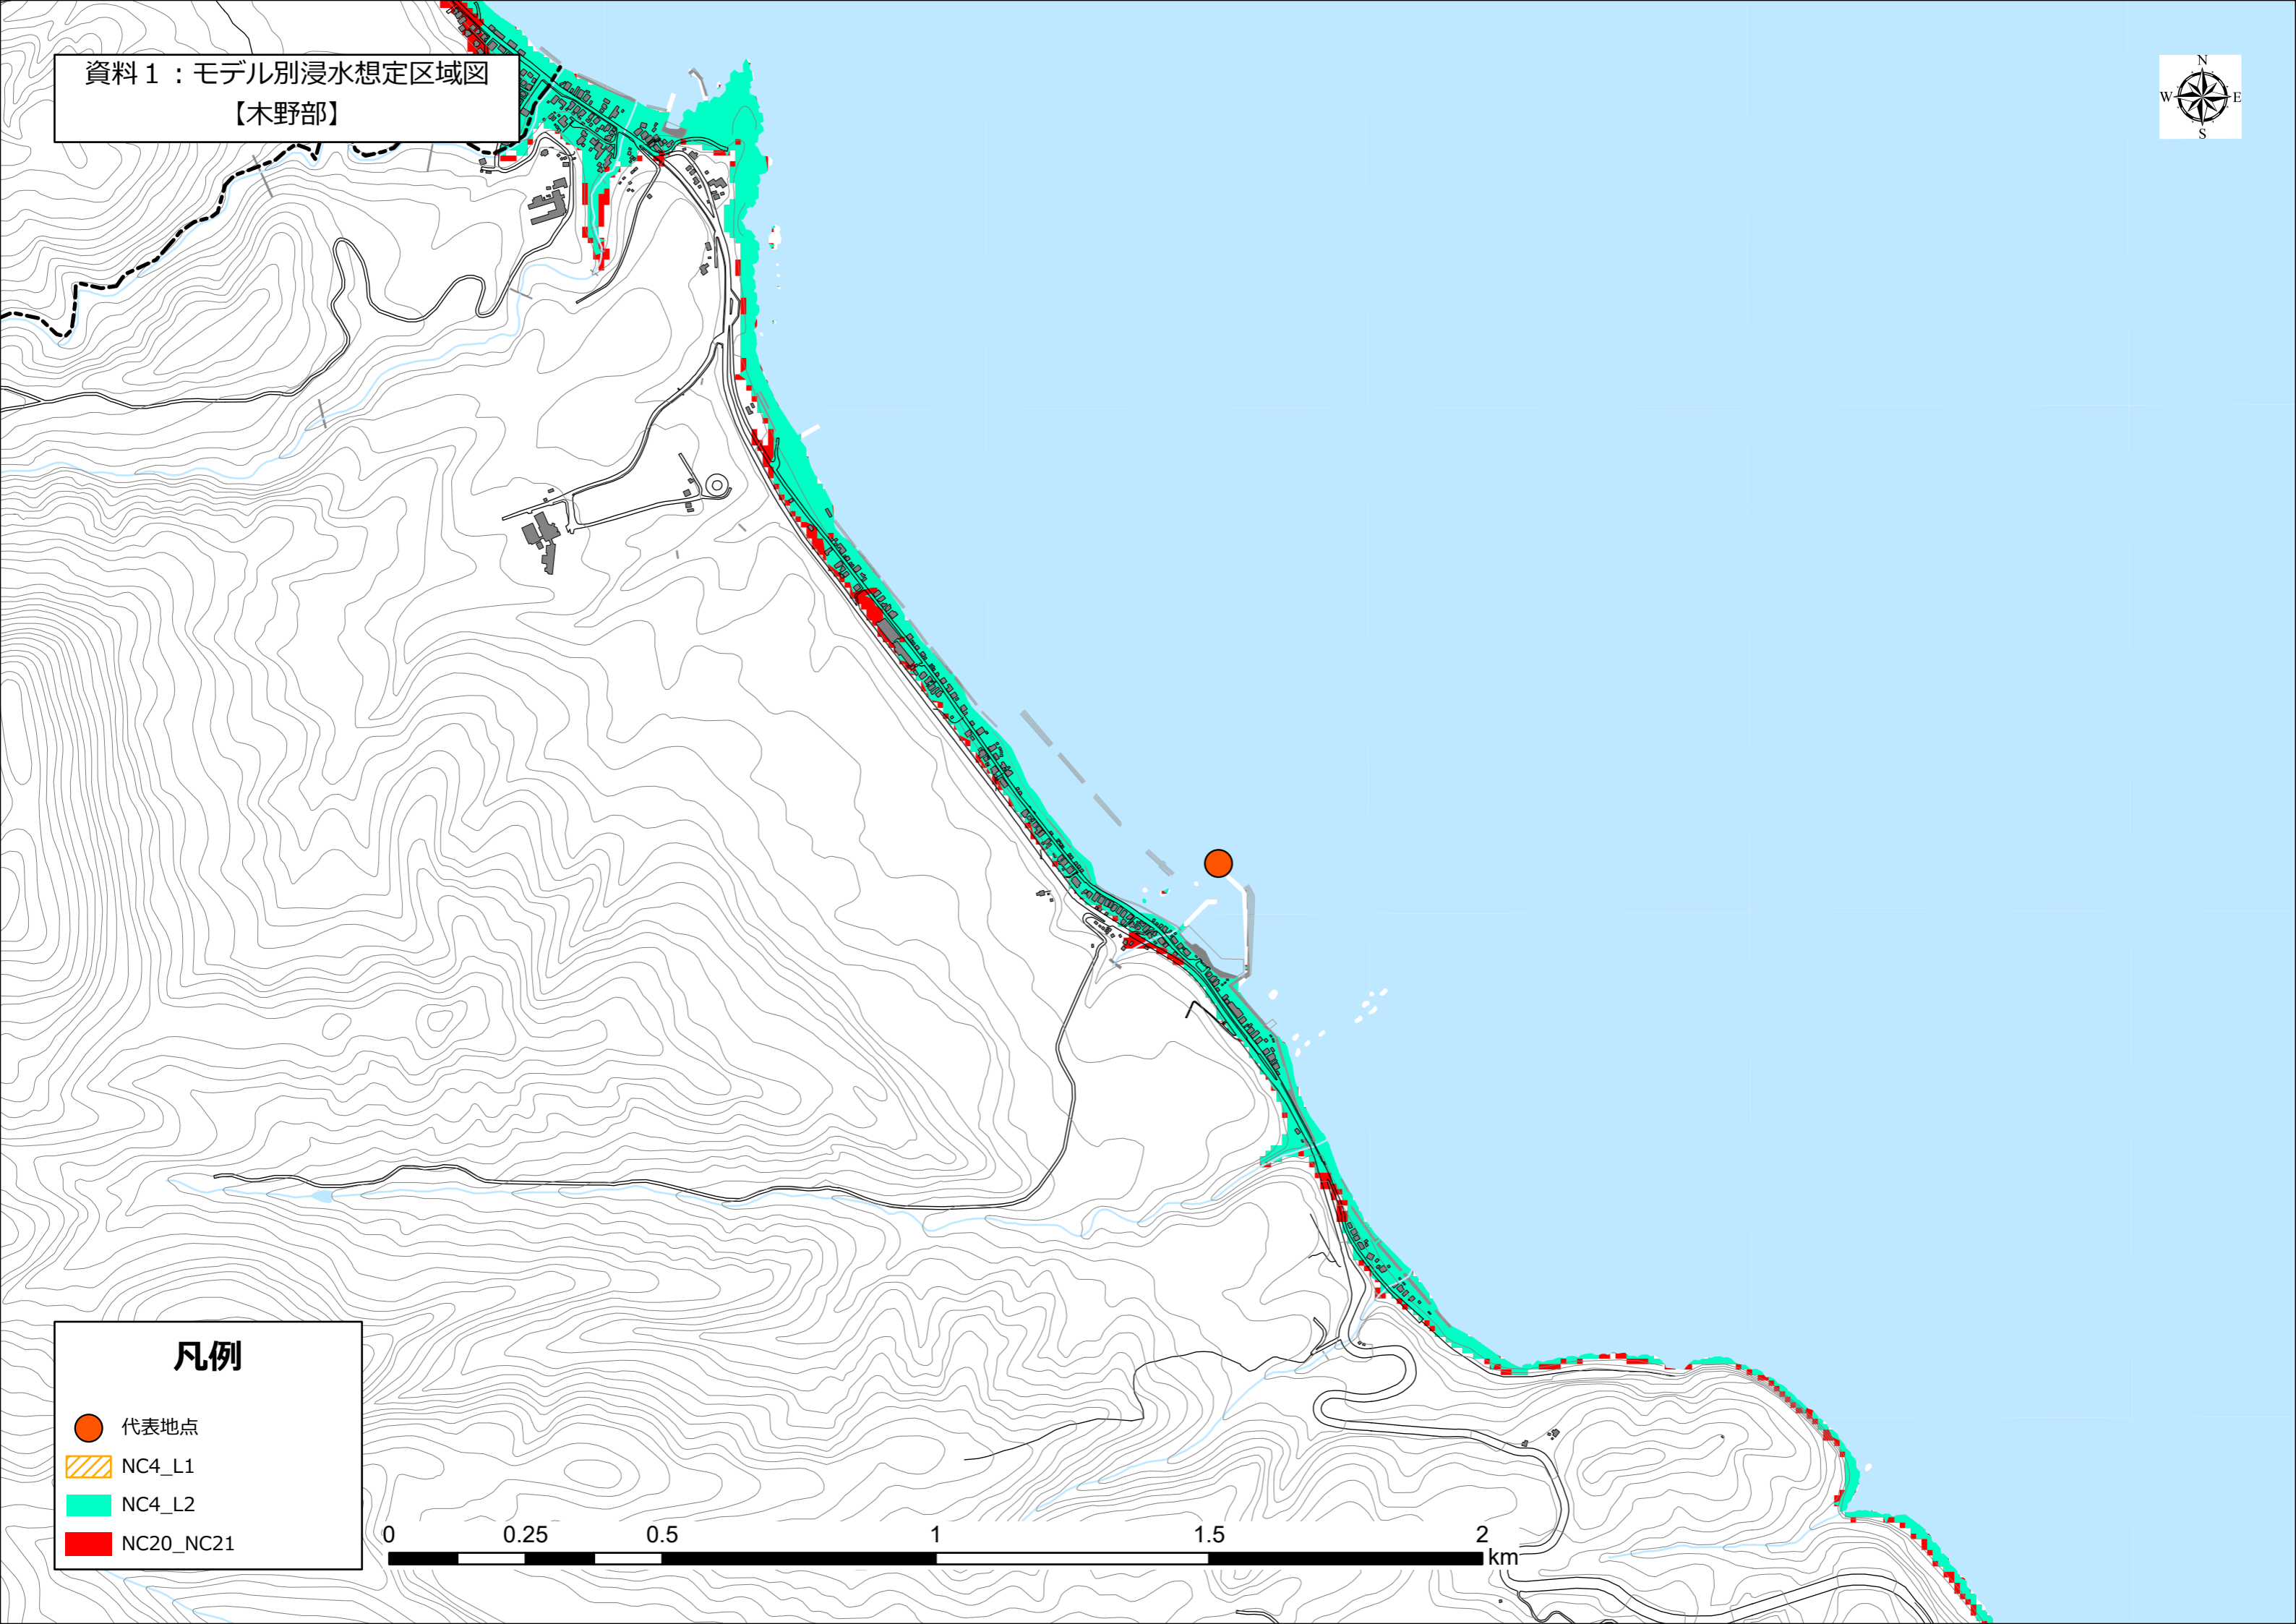 資料１：モデル別浸水想定区域図
【木野部】
N
W E
S
凡例
代表地点
NC4_L1
NC4_L2
NC20_NC21
0 0.25 0.5 1 1.5 2
km